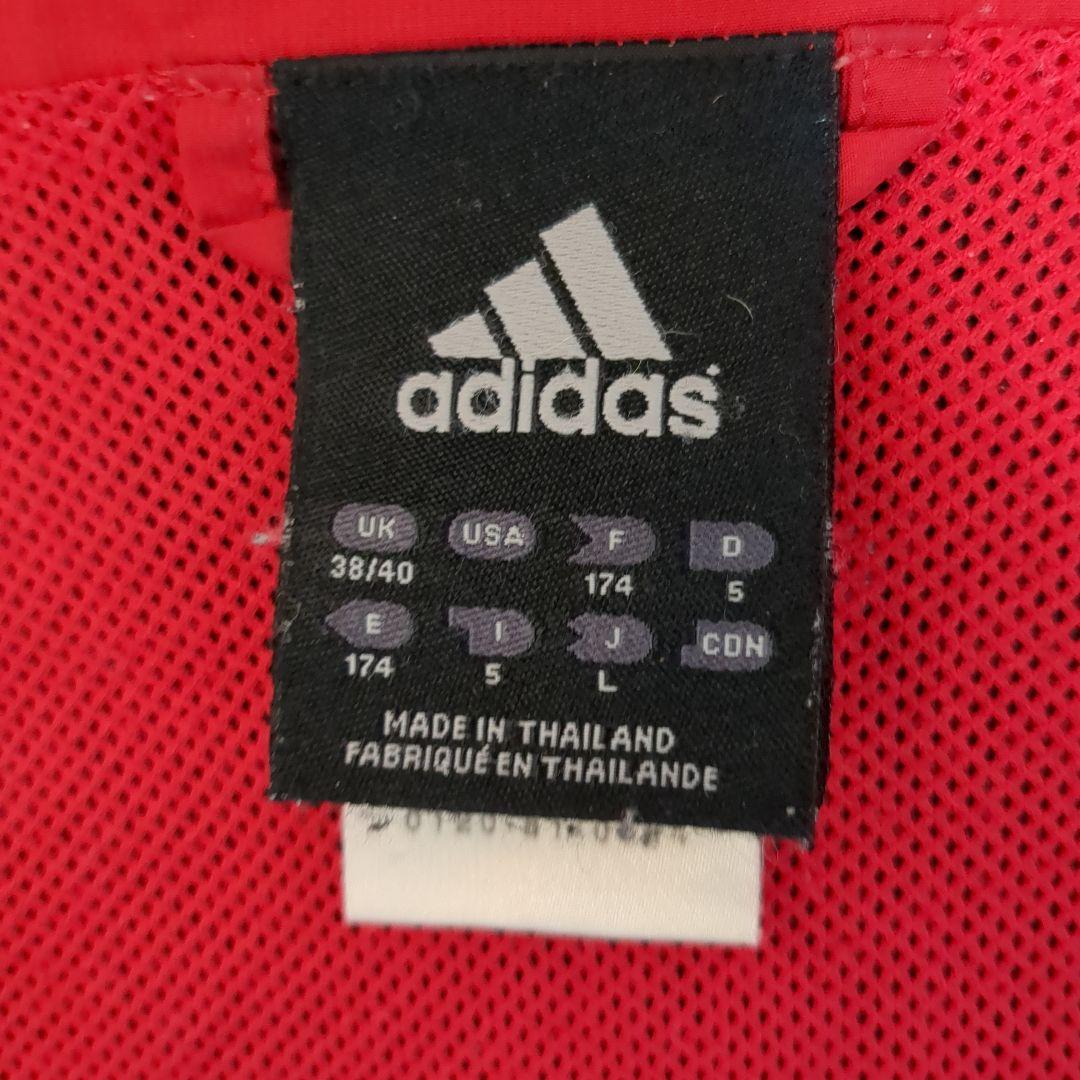 adidas
UK USA F D
38/40 174 5
E I J CDN
174 5 L
MADE IN THAILAND
FABRIQUÉ EN THAILANDE